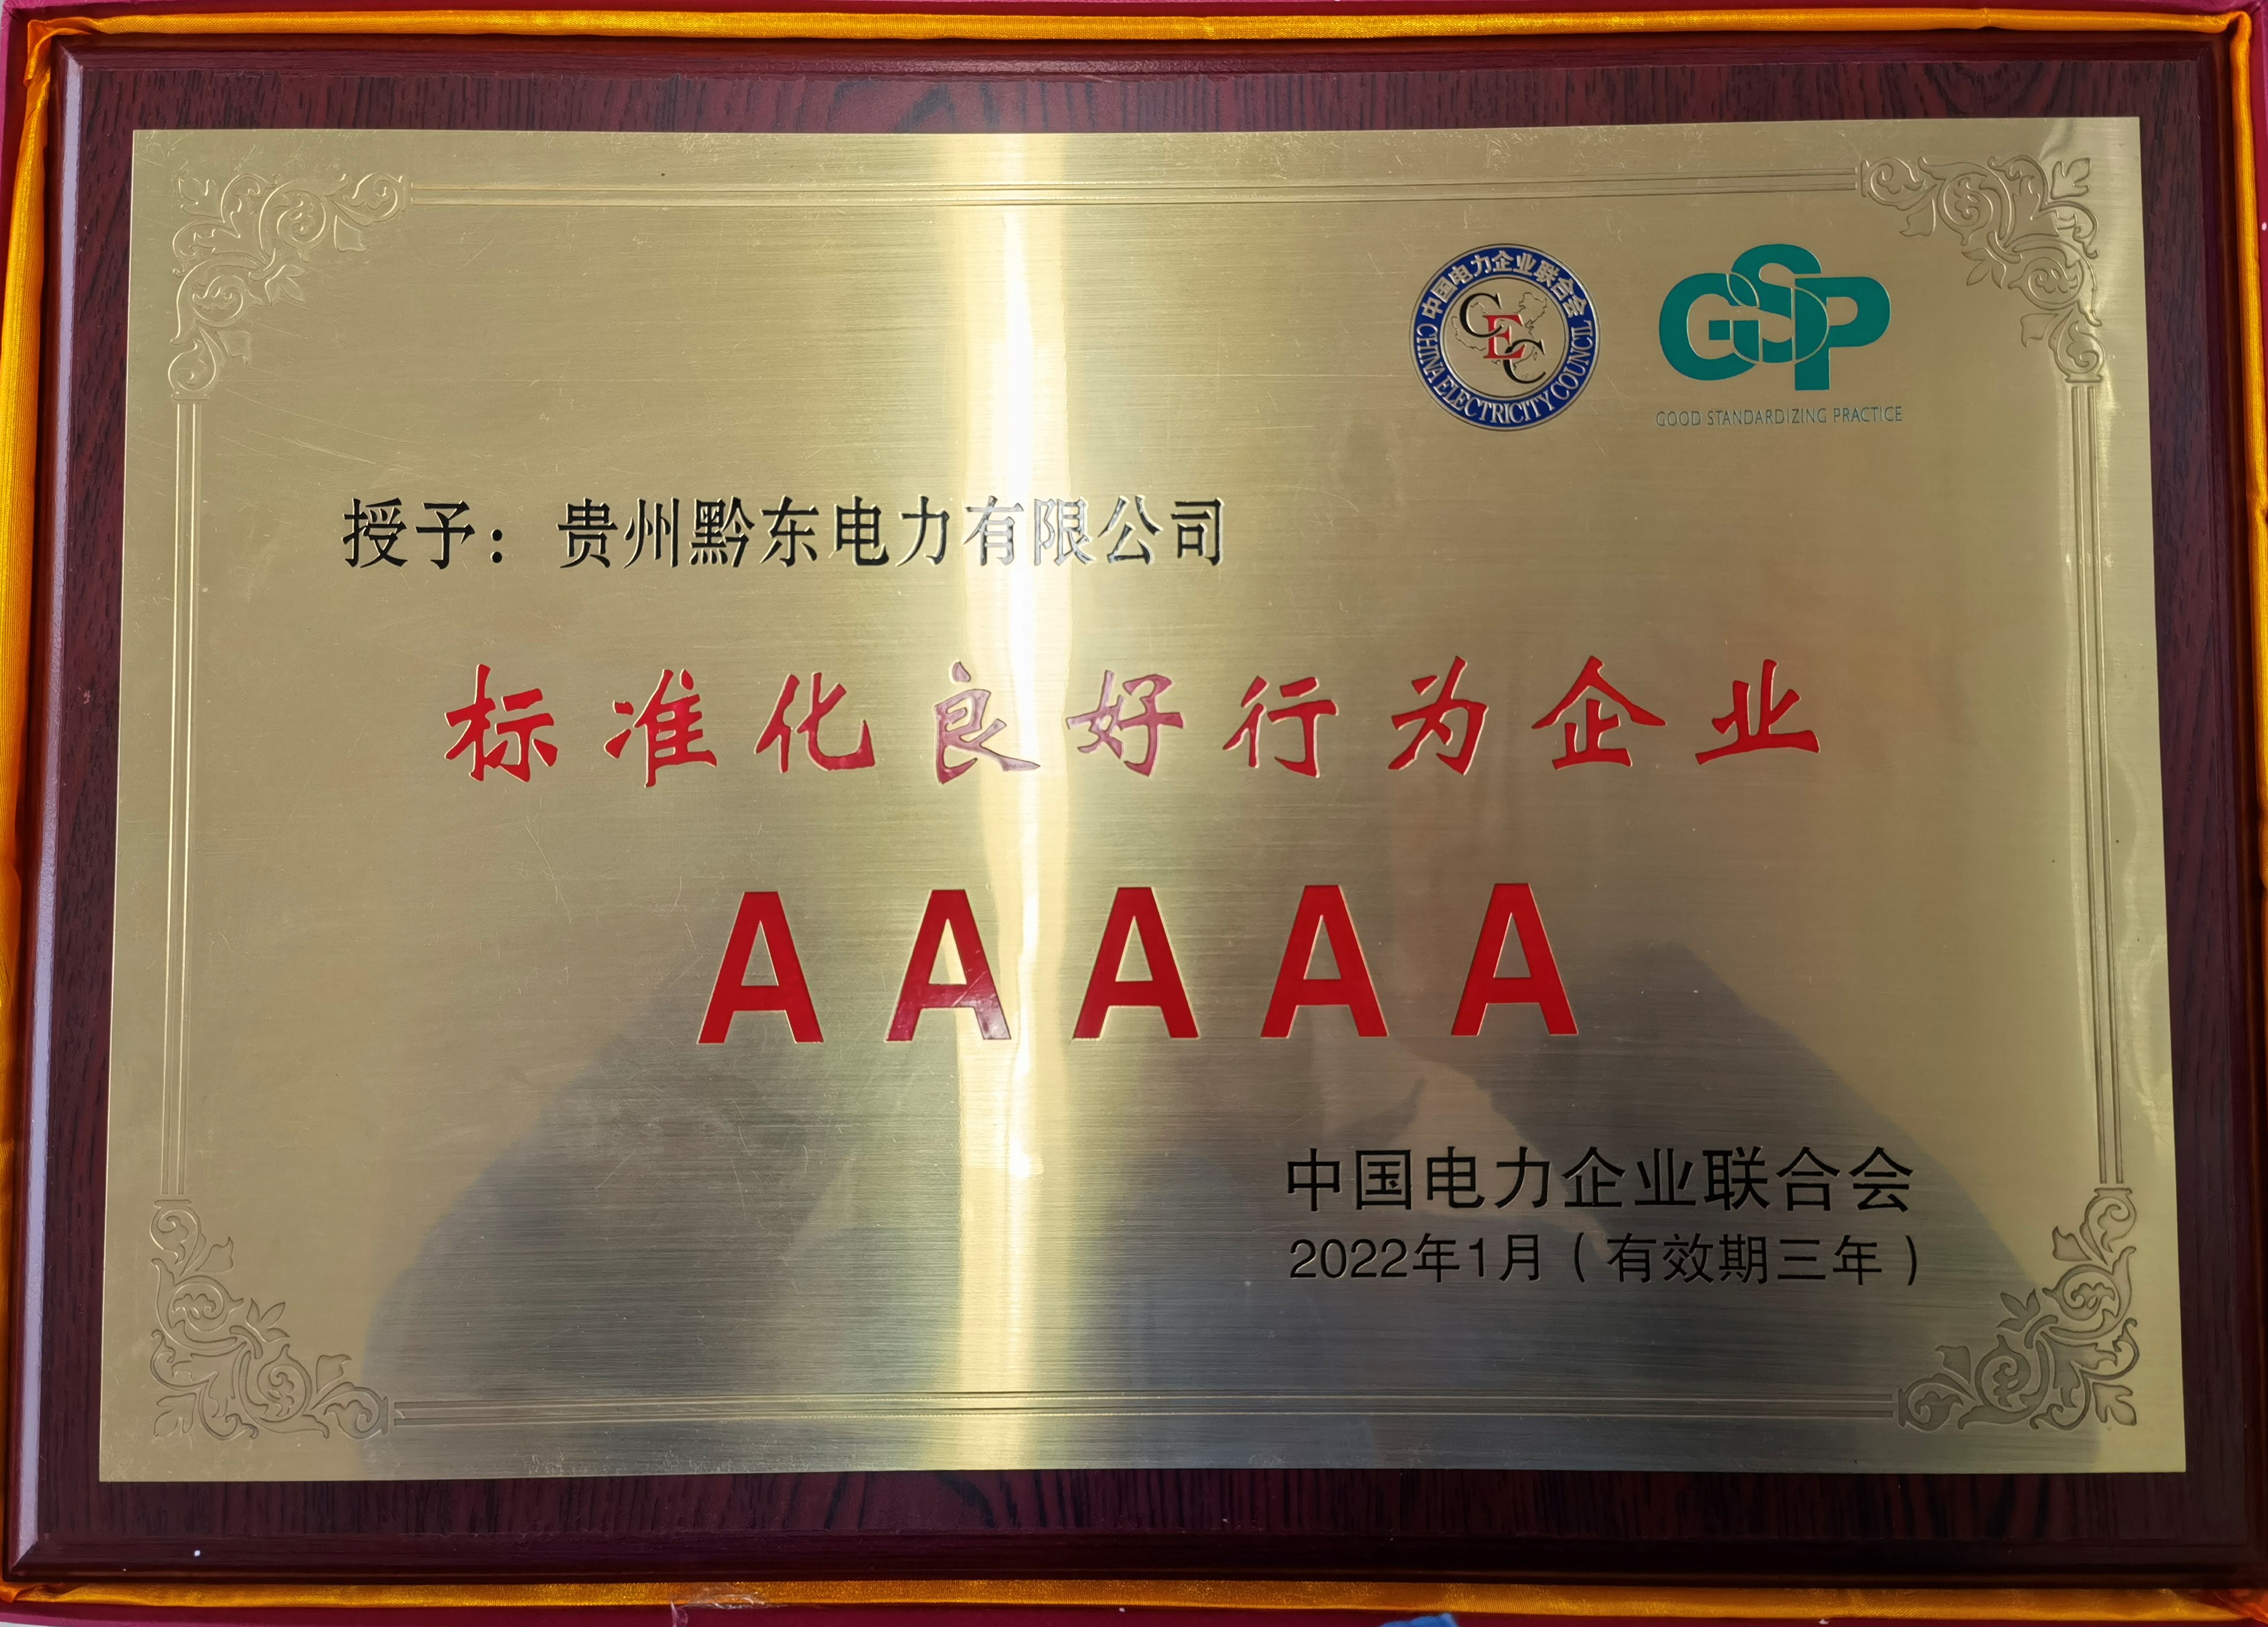 中国电力企业联合会
CEC
CHINA ELECTRICITY COUNCIL
GSP
GOOD STANDARDIZING PRACTICE
授予：贵州黔东电力有限公司
标准化良好行为企业
AAAAA
中国电力企业联合会
2022年1月（有效期三年）